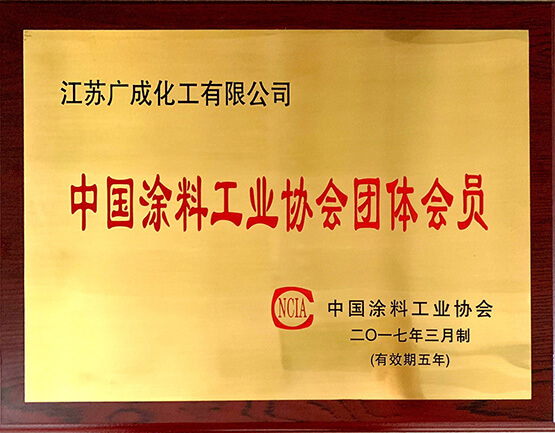 江苏广成化工有限公司
中国涂料工业协会团体会员
NCIA 中国涂料工业协会
二〇一七年三月制
(有效期五年)